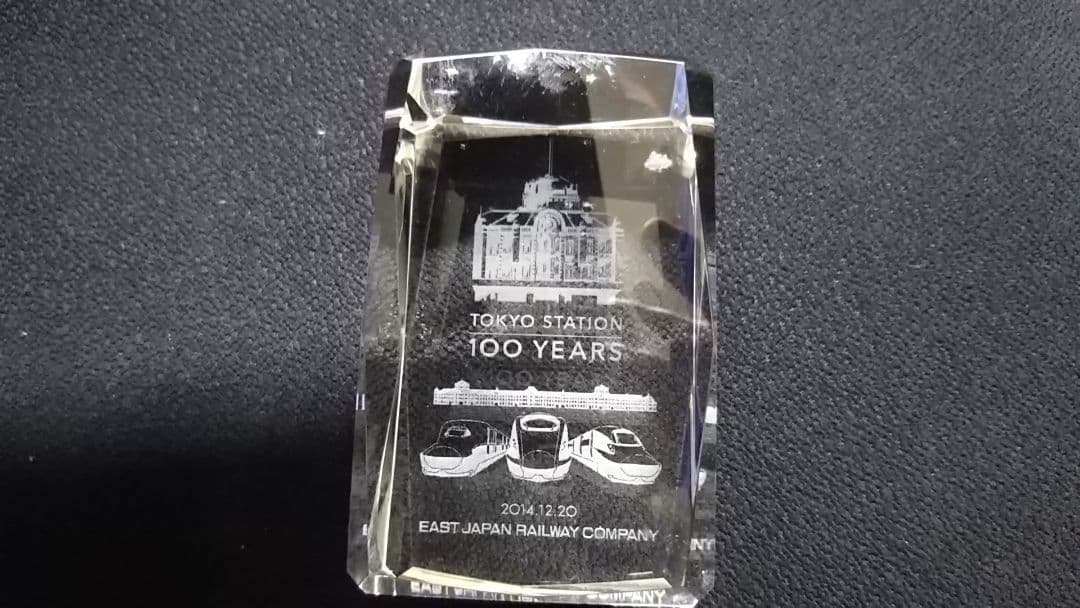 TOKYO STATION
100 YEARS
2014.12.20
EAST JAPAN RAILWAY COMPANY